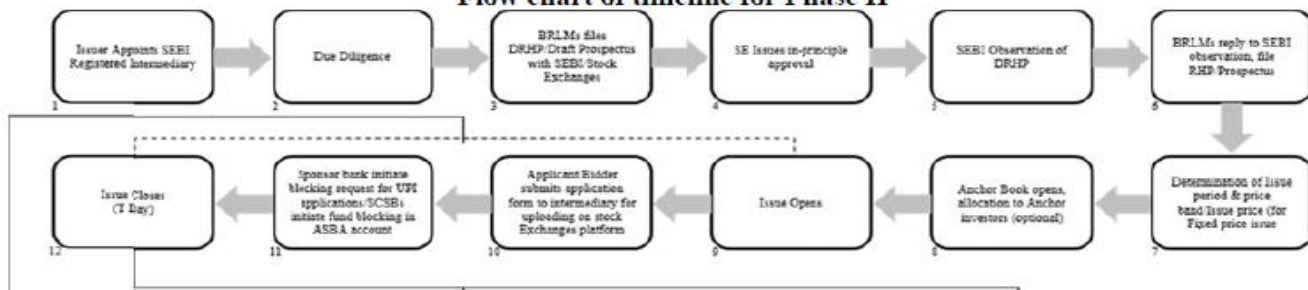 Flow chart of timeline for Phase II
Issuer Appoints SEBI
Registered Intermediary
1
Due Diligence
2
BRLMs files
DRHP/Draft Prospectus
with SEBI/Stock
Exchanges
3
SE Issues in-principle
approval
4
SEBI Observation of
DRHP
5
BRLMs reply to SEBI
observation, file
RHP/Prospectus
6
Issue Closes
(T Day)
12
Sponsor bank initiate
blocking request for UPI
applications/SCSBs
initiate fund blocking in
ASBA account
11
Applicant Bidder
submits application
form to intermediary for
uploading on stock
Exchanges platform
10
Issue Opens
9
Anchor Book opens,
allocation to Anchor
investors (optional)
8
Determination of Issue
period & price
band/Issue price (for
Fixed price issue
7